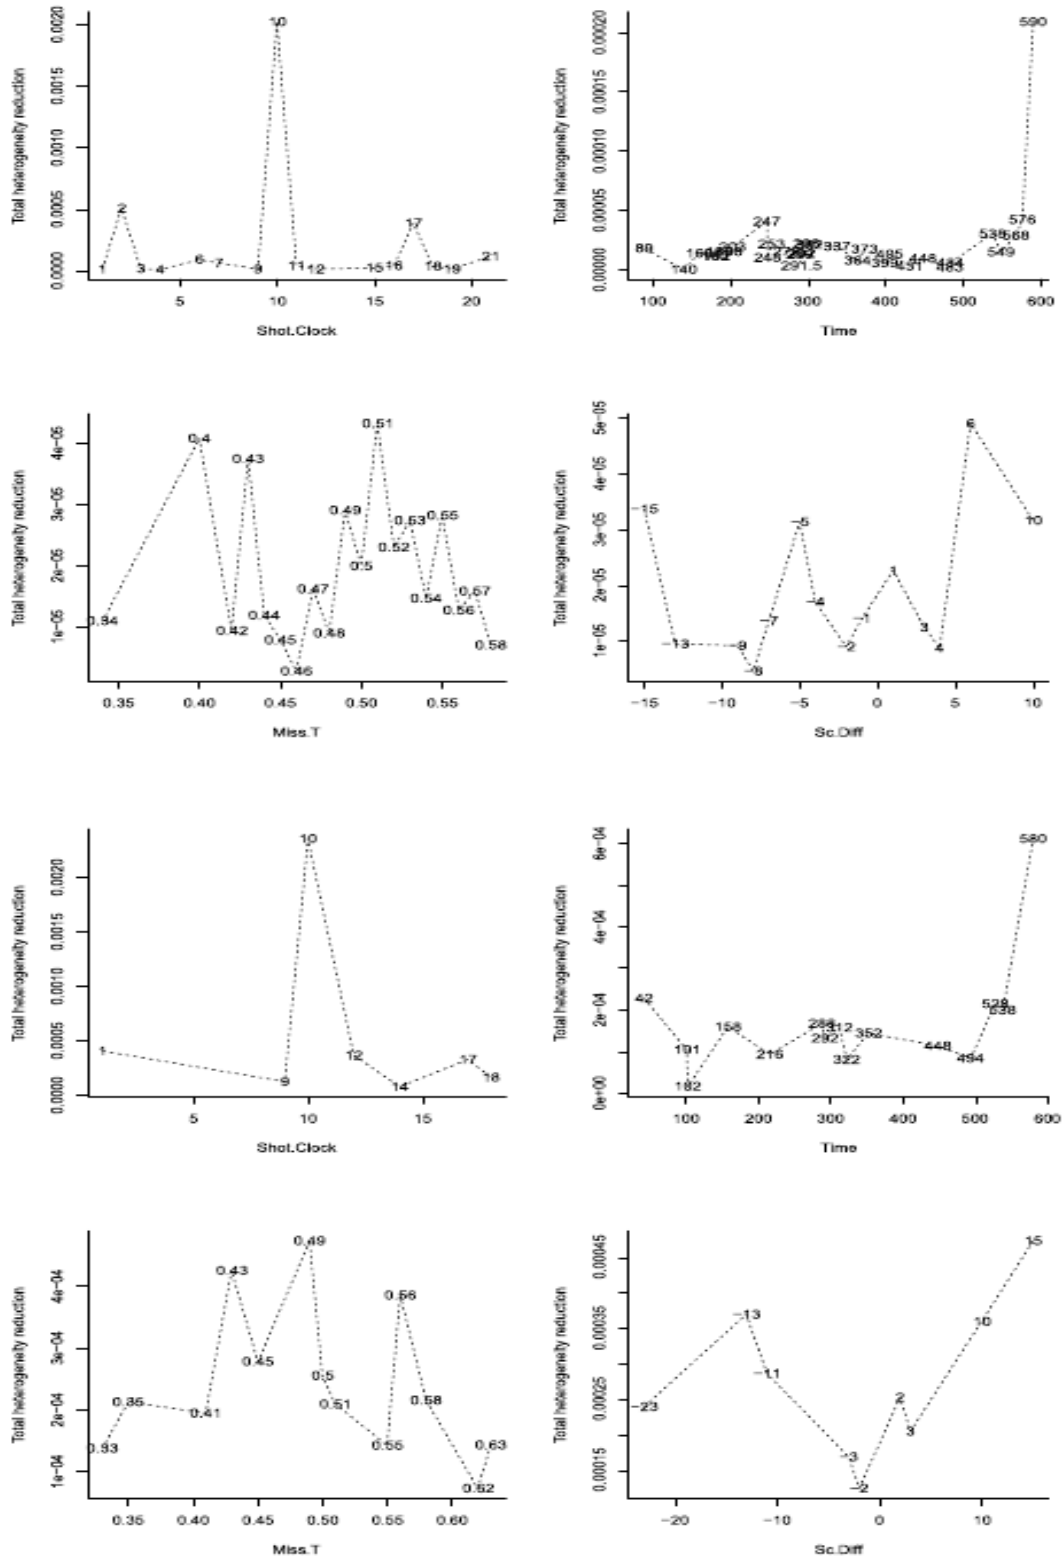 Total heterogeneity reduction
0.0000 0.0005 0.0010 0.0015 0.0020
1 2 3 4 6 7 9 10 11 12 15 16 17 18 19 21
5 10 15 20
Shot.Clock
Total heterogeneity reduction
0.00000 0.00005 0.00010 0.00015 0.00020
89 140 247 253 248 291.5 337 373 364 485 395 431 448 484 483 538 549 568 576 590
100 200 300 400 500 600
Time
Total heterogeneity reduction
1e−05 2e−05 3e−05 4e−05
0.34 0.4 0.42 0.43 0.44 0.45 0.46 0.47 0.48 0.49 0.5 0.51 0.52 0.53 0.54 0.55 0.56 0.57 0.58
0.35 0.40 0.45 0.50 0.55
Miss.T
Total heterogeneity reduction
1e−05 2e−05 3e−05 4e−05 5e−05
−15 −13 −9 −8 −7 −5 −4 −2 −1 1 3 4 6 10
−15 −10 −5 0 5 10
Sc.Diff
Total heterogeneity reduction
0.0000 0.0005 0.0010 0.0015 0.0020
1 9 10 12 14 17 18
5 10 15
Shot.Clock
Total heterogeneity reduction
0e+00 2e−04 4e−04 6e−04
42 191 182 158 216 288 292 312 322 352 448 494 528 538 580
100 200 300 400 500 600
Time
Total heterogeneity reduction
1e−04 2e−04 3e−04 4e−04
0.33 0.35 0.41 0.43 0.45 0.49 0.5 0.51 0.55 0.56 0.58 0.62 0.63
0.35 0.40 0.45 0.50 0.55 0.60
Miss.T
Total heterogeneity reduction
0.00015 0.00025 0.00035 0.00045
−23 −13 −11 −3 −2 2 3 10 15
−20 −10 0 10
Sc.Diff